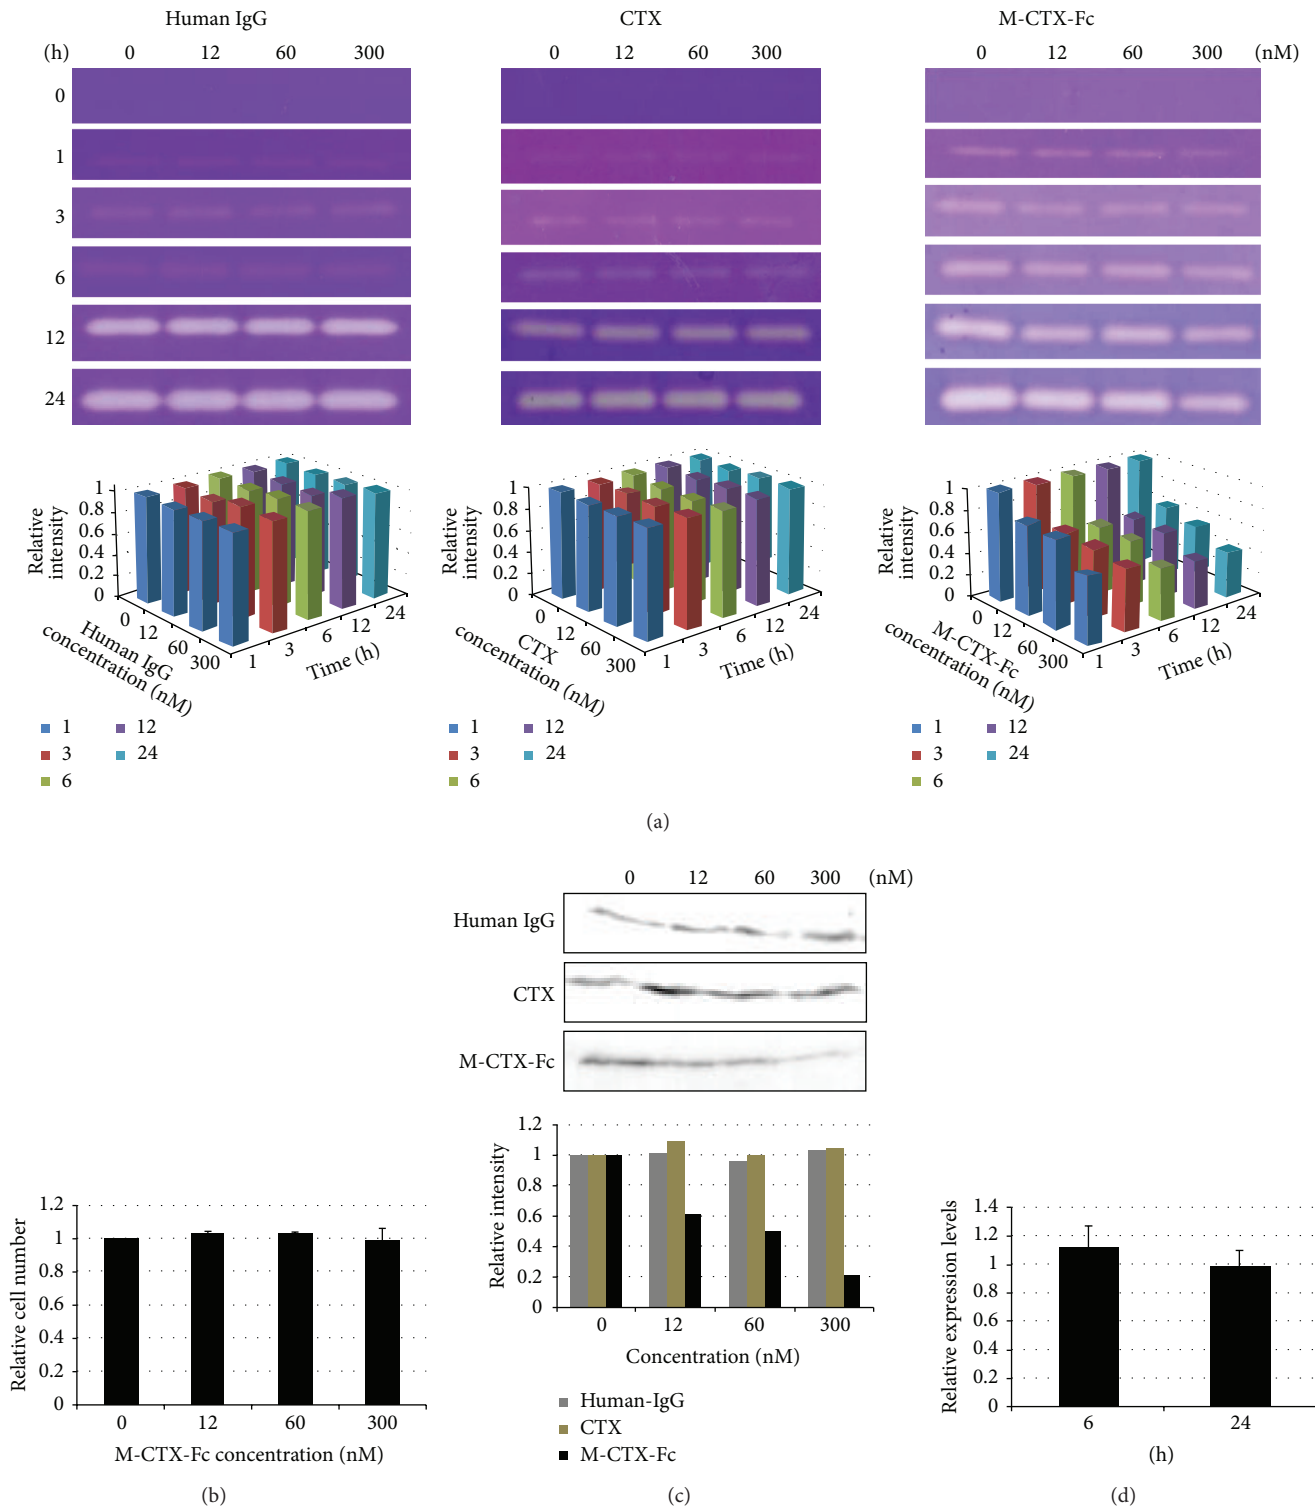 Human IgG CTX M-CTX-Fc
(h) 0 12 60 300 0 12 60 300 0 12 60 300 (nM)
0
1
3
6
12
24
Relative intensity
1
0.8
0.6
0.4
0.2
0
0 12 60 300
Human IgG concentration (nM)
1 3 6 12 24
Time (h)
1 12
3 24
6
Relative intensity
1
0.8
0.6
0.4
0.2
0
0 12 60 300
CTX concentration (nM)
1 3 6 12 24
Time (h)
1 12
3 24
6
Relative intensity
1
0.8
0.6
0.4
0.2
0
0 12 60 300
M-CTX-Fc concentration (nM)
1 3 6 12 24
Time (h)
1 12
3 24
6
(a)
Relative cell number
1.2
1
0.8
0.6
0.4
0.2
0
0 12 60 300
M-CTX-Fc concentration (nM)
(b)
0 12 60 300 (nM)
Human IgG
CTX
M-CTX-Fc
Relative intensity
1.2
1
0.8
0.6
0.4
0.2
0
0 12 60 300
Concentration (nM)
Human-IgG
CTX
M-CTX-Fc
(c)
Relative expression levels
1.4
1.2
1
0.8
0.6
0.4
0.2
0
6 24
(h)
(d)